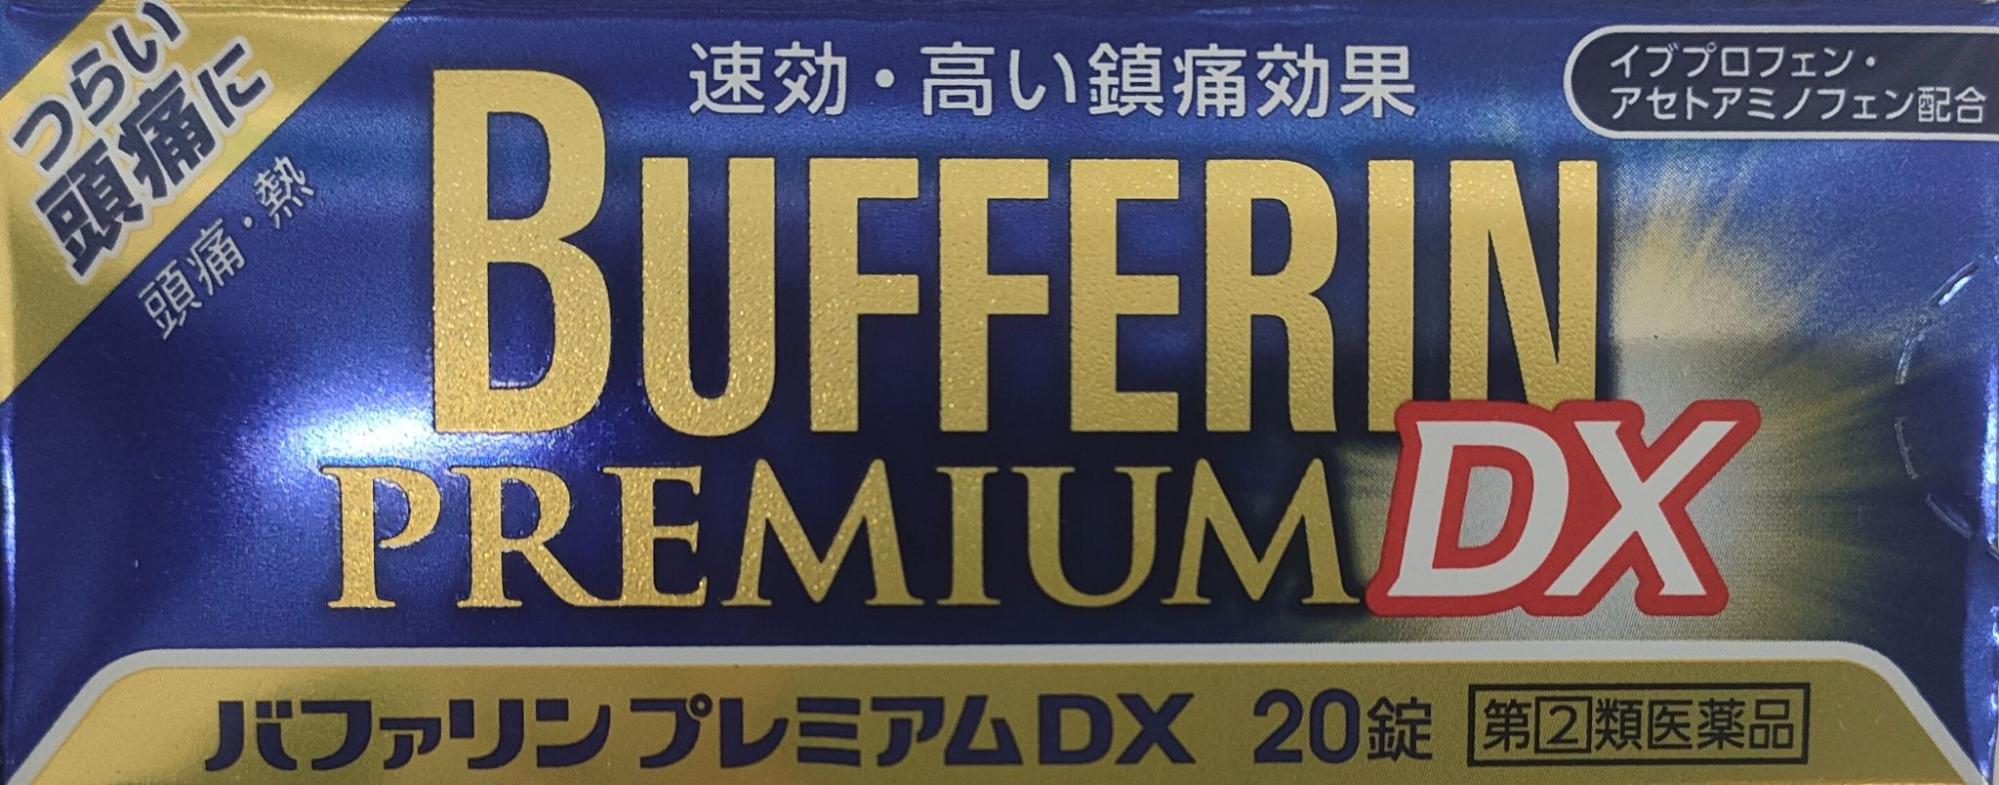 つらい
頭痛に
頭痛・熱
速効・高い鎮痛効果
イブプロフェン・
アセトアミノフェン配合
BUFFERIN
PREMIUM DX
バファリン プレミアムDX 20錠 第②類医薬品